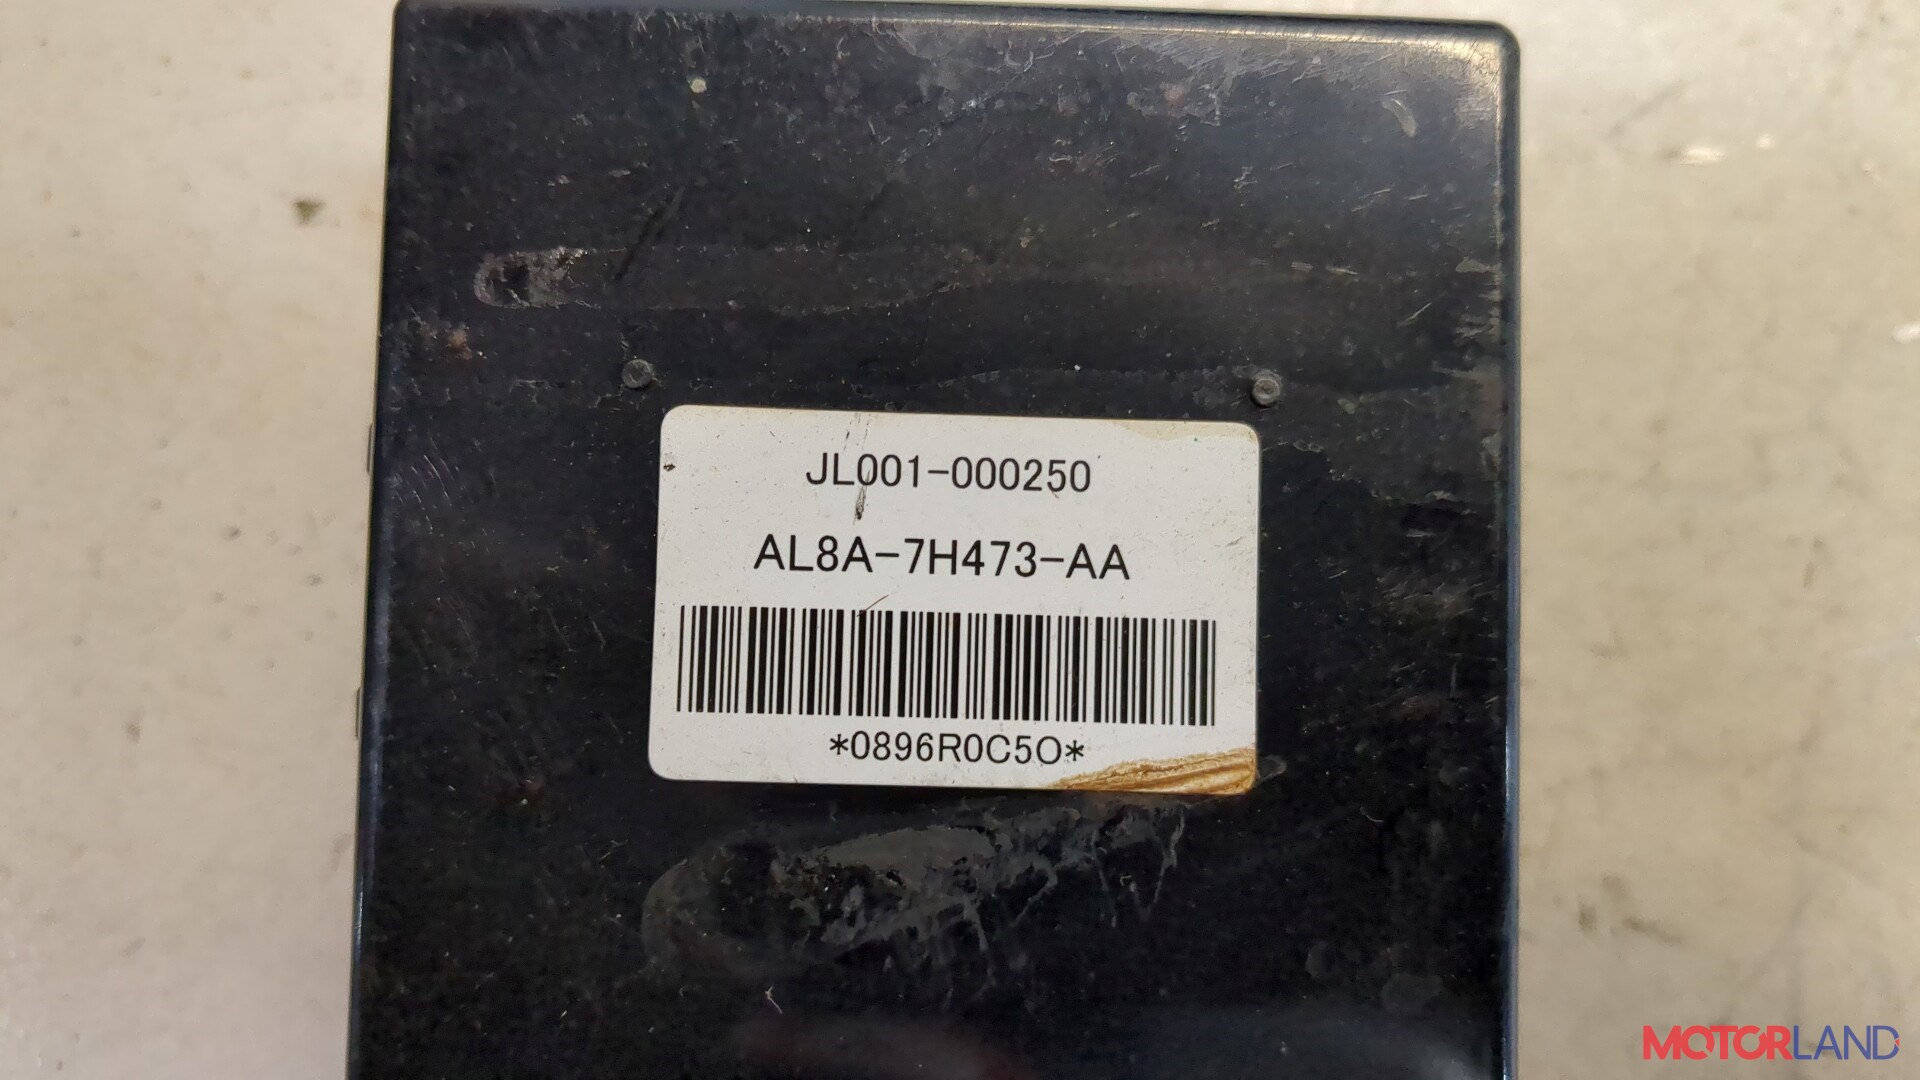 JL001-000250
AL8A-7H473-AA
*0896R0C5O*
MOTORLAND